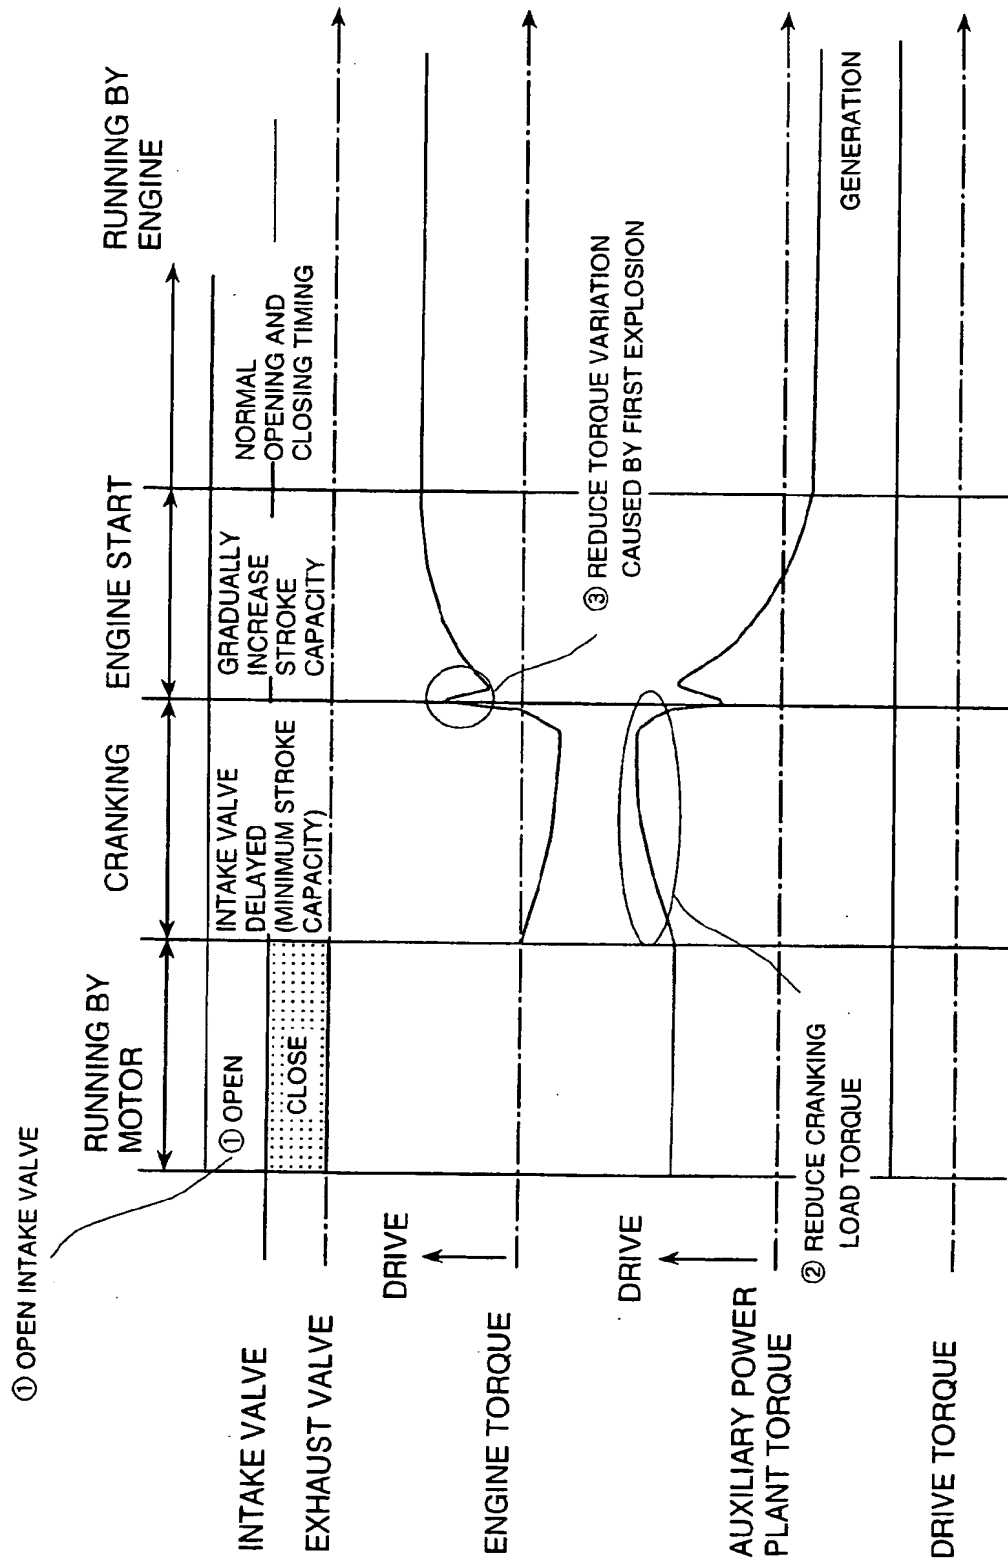 ① OPEN INTAKE VALVE
RUNNING BY
MOTOR
CRANKING
ENGINE START
RUNNING BY
ENGINE
INTAKE VALVE
① OPEN
INTAKE VALVE
DELAYED
(MINIMUM STROKE
CAPACITY)
GRADUALLY
INCREASE
STROKE
CAPACITY
NORMAL
OPENING AND
CLOSING TIMING
EXHAUST VALVE
CLOSE
DRIVE
ENGINE TORQUE
③ REDUCE TORQUE VARIATION
CAUSED BY FIRST EXPLOSION
DRIVE
AUXILIARY POWER
PLANT TORQUE
② REDUCE CRANKING
LOAD TORQUE
GENERATION
DRIVE TORQUE